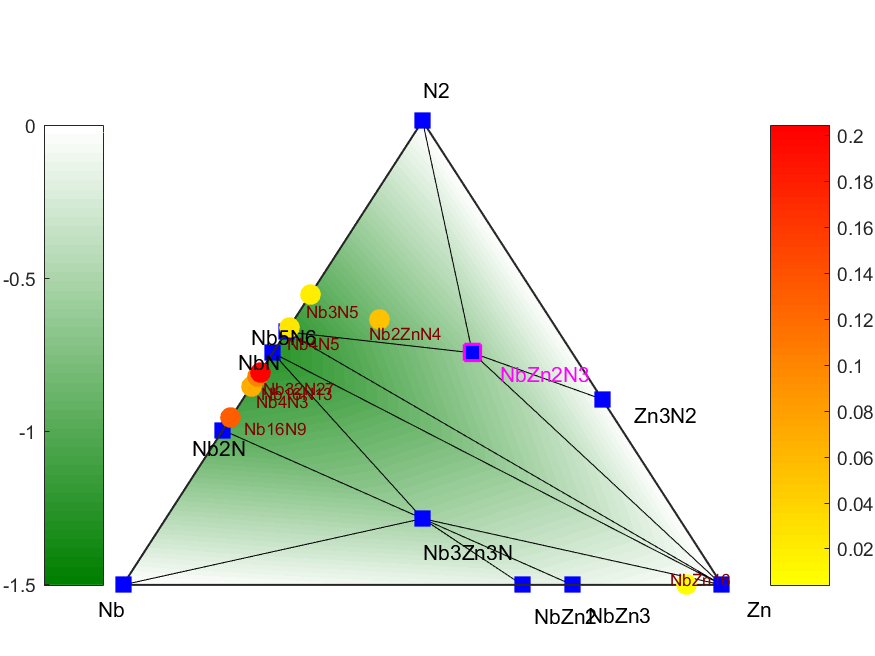 N2
0
-0.5
-1
-1.5
0.2
0.18
0.16
0.14
0.12
0.1
0.08
0.06
0.04
0.02
Nb3N5
Nb2ZnN4
Nb5N6
Nb4N5
NbN
NbZn2N3
Nb32N27
Nb16N13
Nb4N3
Zn3N2
Nb16N9
Nb2N
Nb3Zn3N
NbZn16
Nb
NbZn2
NbZn3
Zn